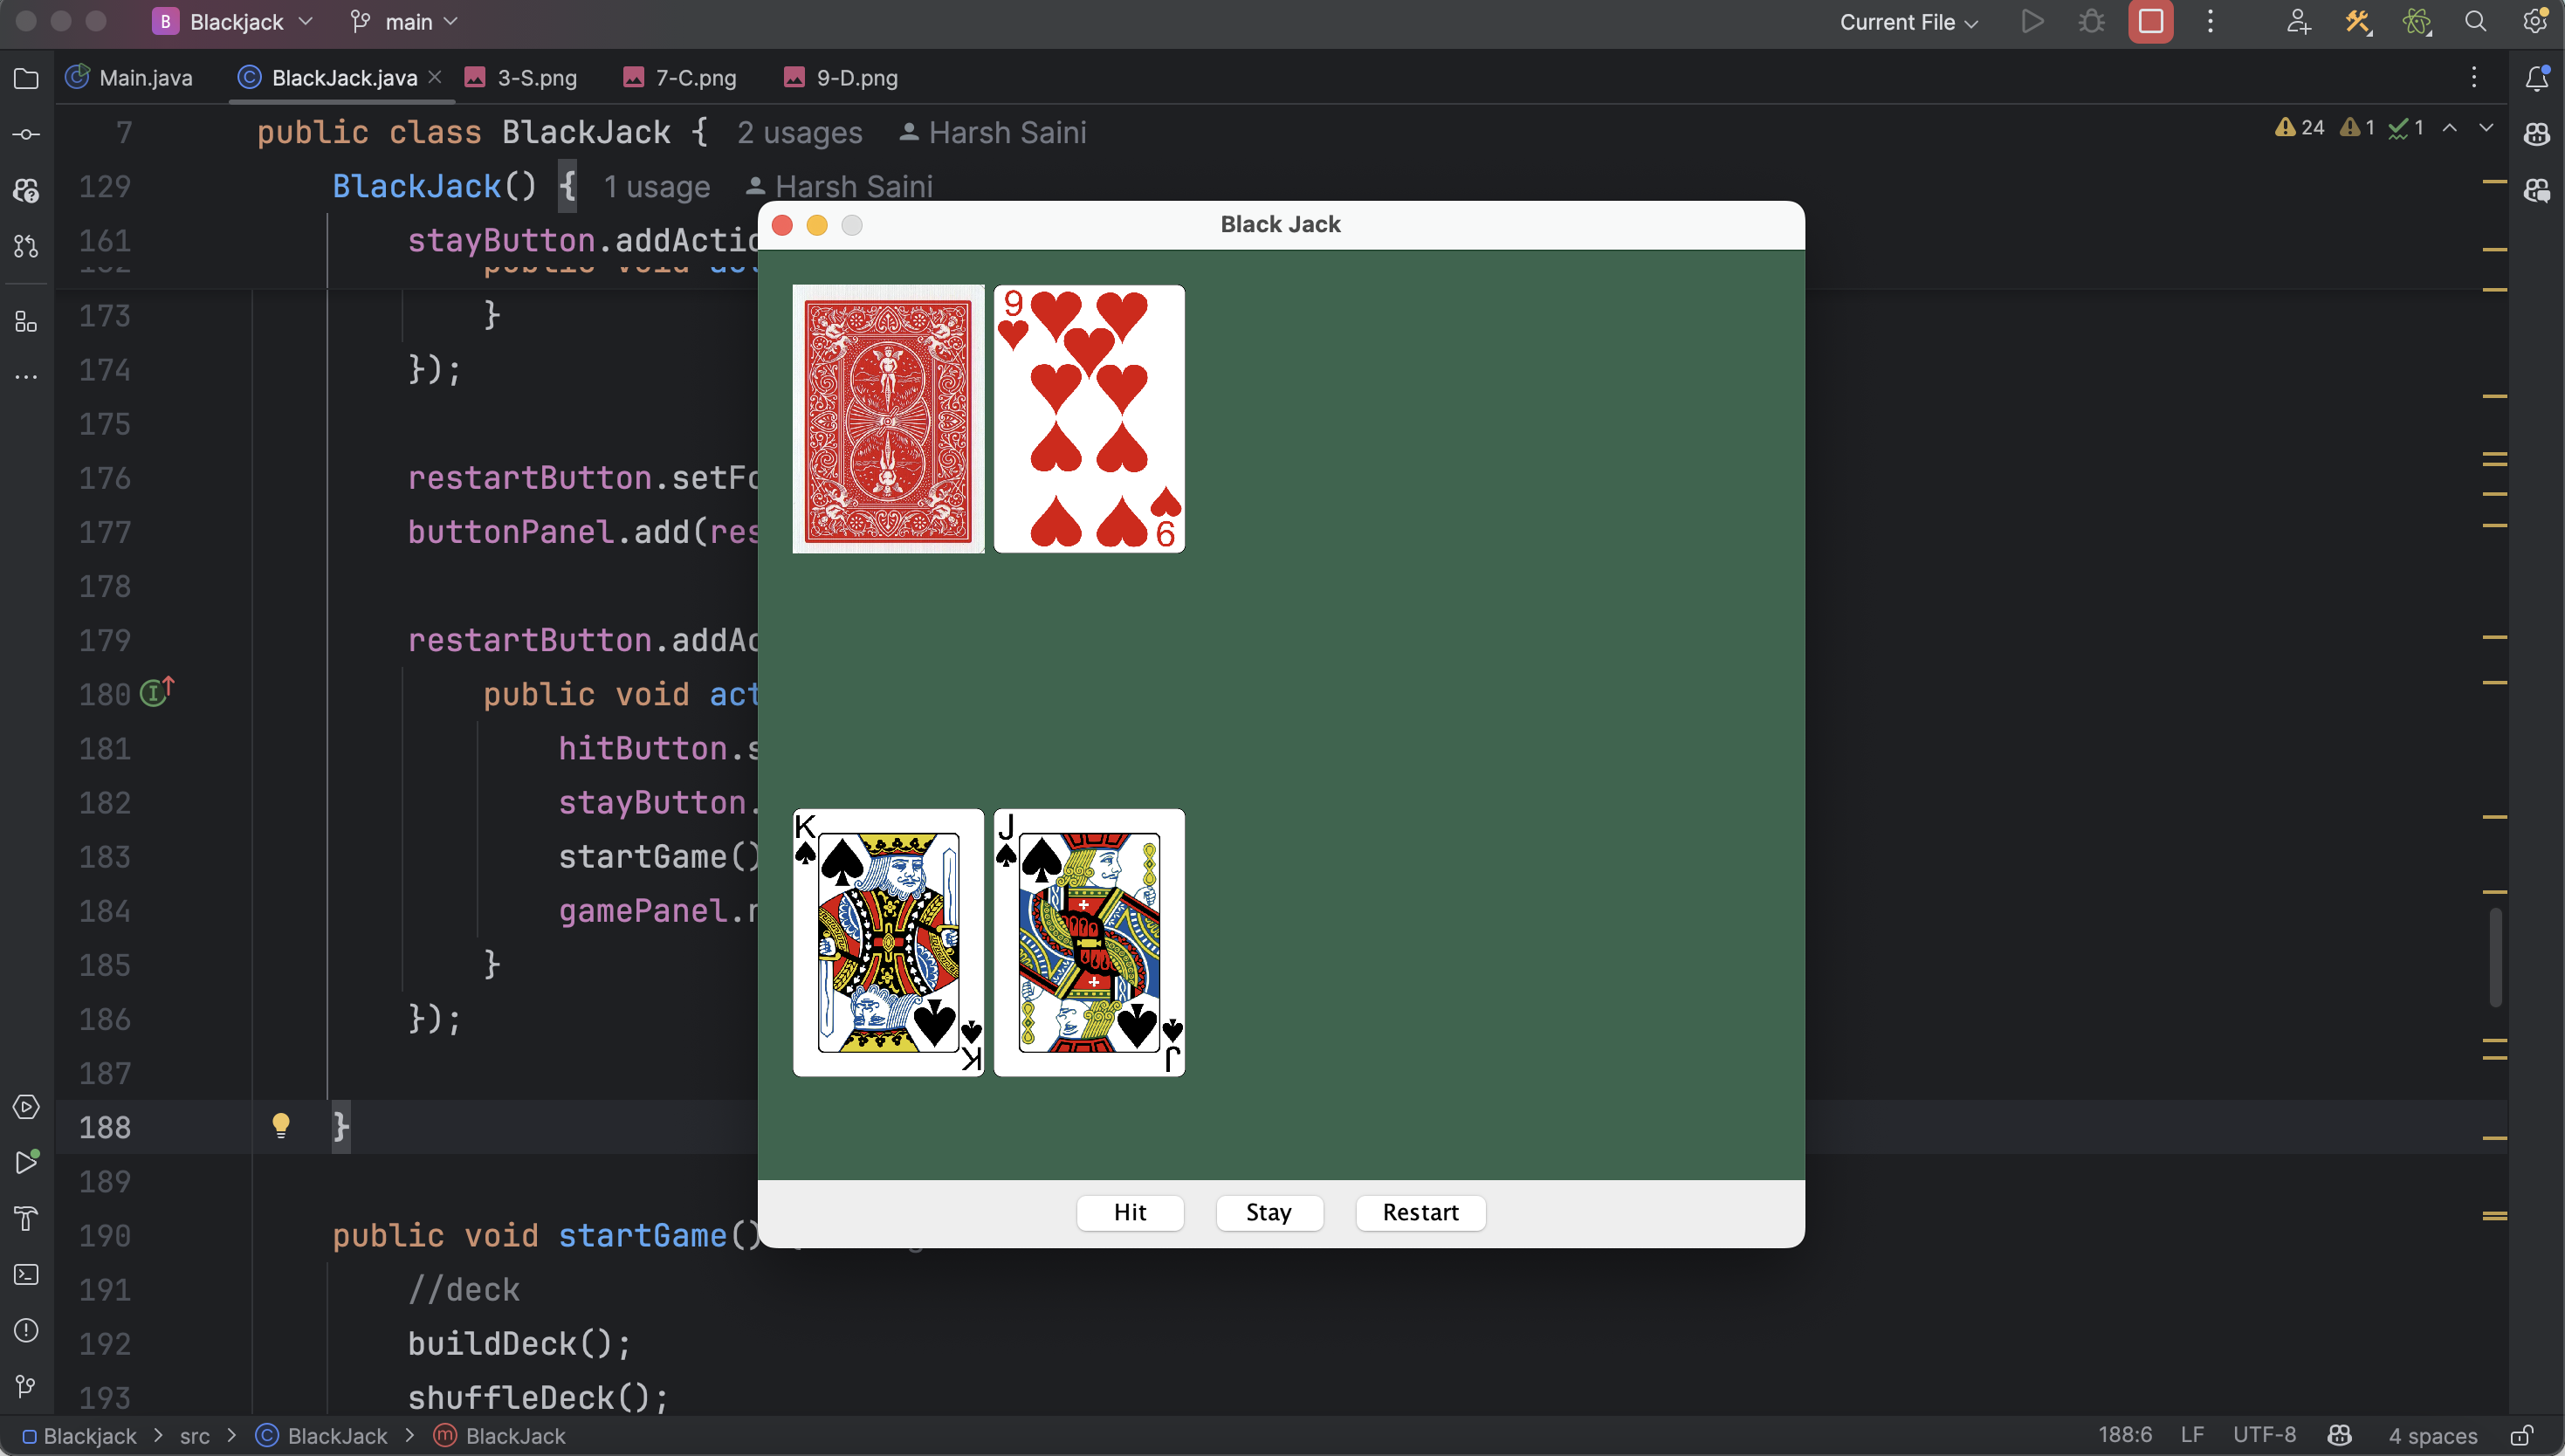 B Blackjack main Current File
Main.java BlackJack.java 3-S.png 7-C.png 9-D.png
7 public class BlackJack { 2 usages Harsh Saini
24 1 1
129 BlackJack() { 1 usage Harsh Saini
161 stayButton.addActio
173 }
174 });
175
176 restartButton.setFo
177 buttonPanel.add(res
178
179 restartButton.addAc
180 public void act
181 hitButton.s
182 stayButton.
183 startGame()
184 gamePanel.r
185 }
186 });
187
188 }
189
190 public void startGame()
191 //deck
192 buildDeck();
193 shuffleDeck();
Black Jack
9
9
K
J
K
J
Hit Stay Restart
Blackjack > src > BlackJack > m BlackJack
188:6 LF UTF-8 4 spaces